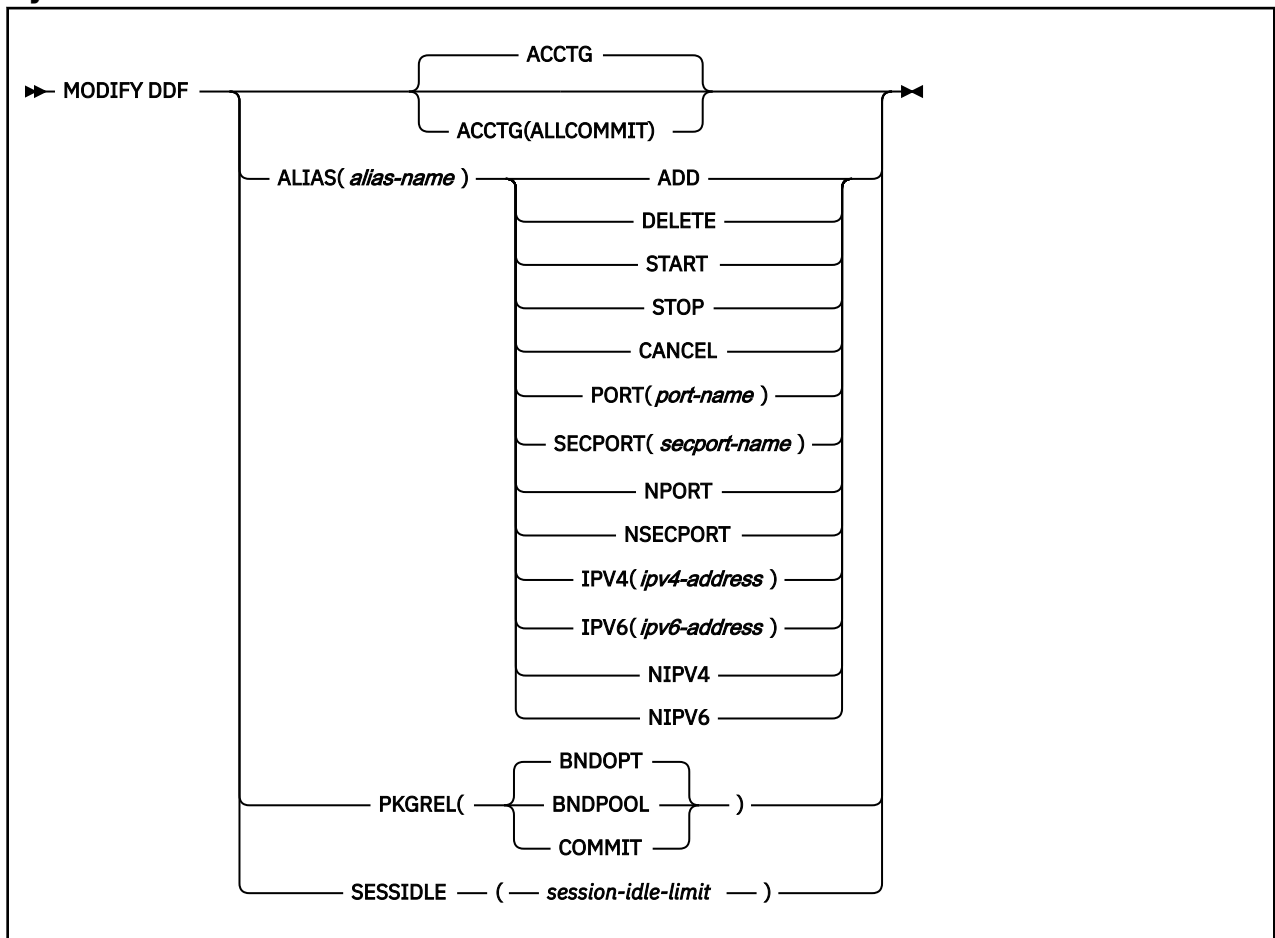 ACCTG
MODIFY DDF
ACCTG(ALLCOMMIT)
ALIAS( alias-name ) ADD
DELETE
START
STOP
CANCEL
PORT( port-name )
SECPORT( secport-name )
NPORT
NSECPORT
IPV4( ipv4-address )
IPV6( ipv6-address )
NIPV4
NIPV6
BNDOPT
PKGREL( BNDPOOL )
COMMIT
SESSIDLE ( session-idle-limit )